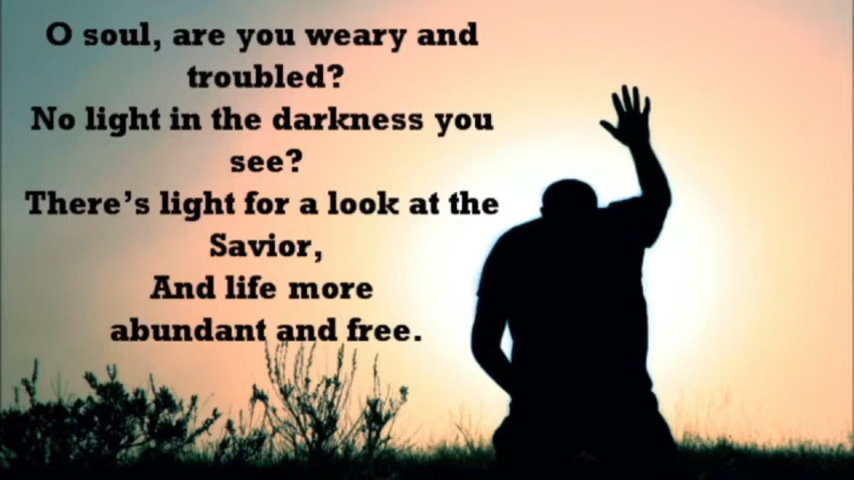 O soul, are you weary and
troubled?
No light in the darkness you
see?
There's light for a look at the
Savior,
And life more
abundant and free.